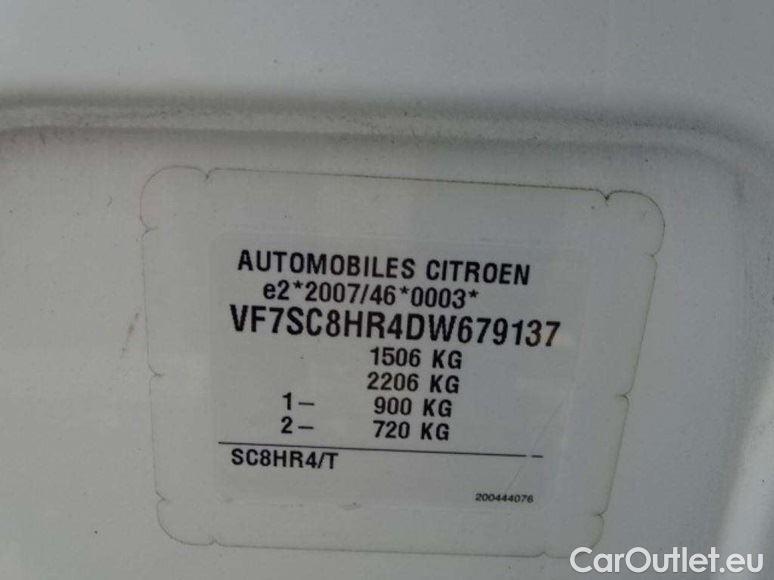 AUTOMOBILES CITROEN
e2*2007/46*0003*
VF7SC8HR4DW679137
1506 KG
2206 KG
1– 900 KG
2– 720 KG
SC8HR4/T –
200444076
CarOutlet.eu